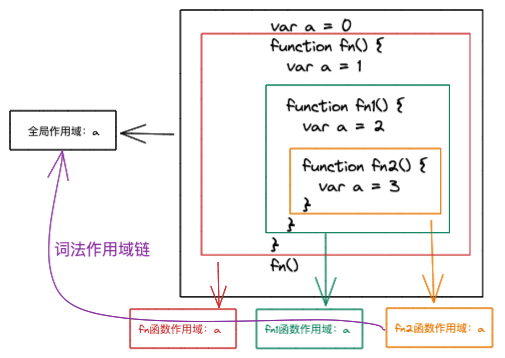 var a = 0
function fn() {
var a = 1
function fn1() {
var a = 2
function fn2() {
var a = 3
}
}
}
fn()
全局作用域：a
词法作用域链
fn函数作用域：a
fn1函数作用域：a
fn2函数作用域：a